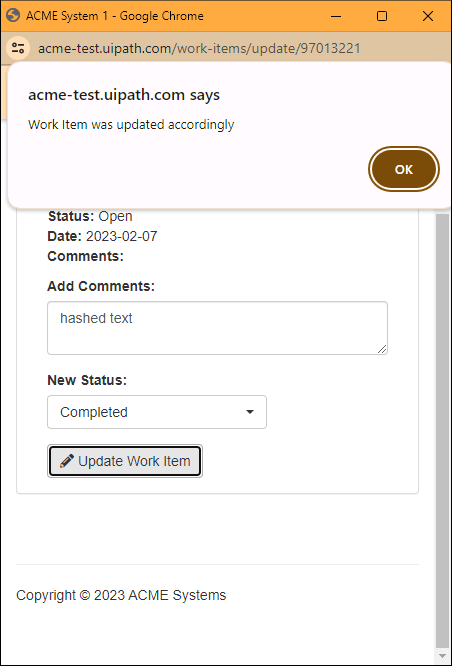 ACME System 1 - Google Chrome
acme-test.uipath.com/work-items/update/97013221
acme-test.uipath.com says
Work Item was updated accordingly
OK
Status: Open
Date: 2023-02-07
Comments:
Add Comments:
hashed text
New Status:
Completed
Update Work Item
Copyright © 2023 ACME Systems